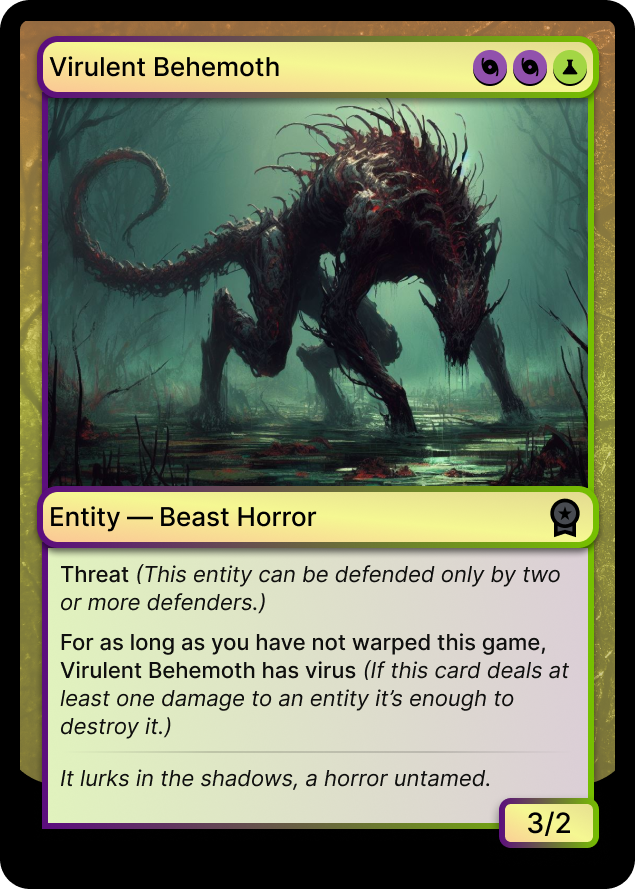 Virulent Behemoth
Entity — Beast Horror
Threat (This entity can be defended only by two
or more defenders.)
For as long as you have not warped this game,
Virulent Behemoth has virus (If this card deals at
least one damage to an entity it’s enough to
destroy it.)
It lurks in the shadows, a horror untamed.
3/2